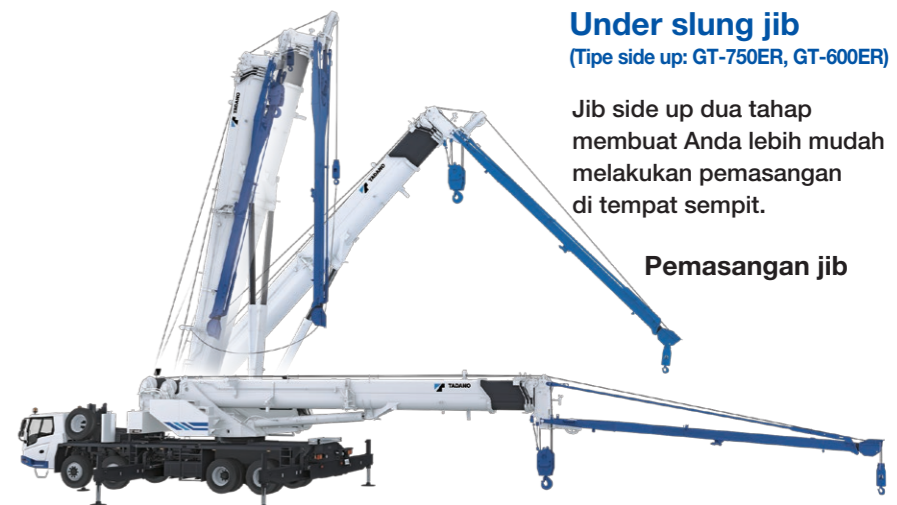 Under slung jib
(Tipe side up: GT-750ER, GT-600ER)
Jib side up dua tahap
membuat Anda lebih mudah
melakukan pemasangan
di tempat sempit.
Pemasangan jib
TADANO
TADANO
TADANO